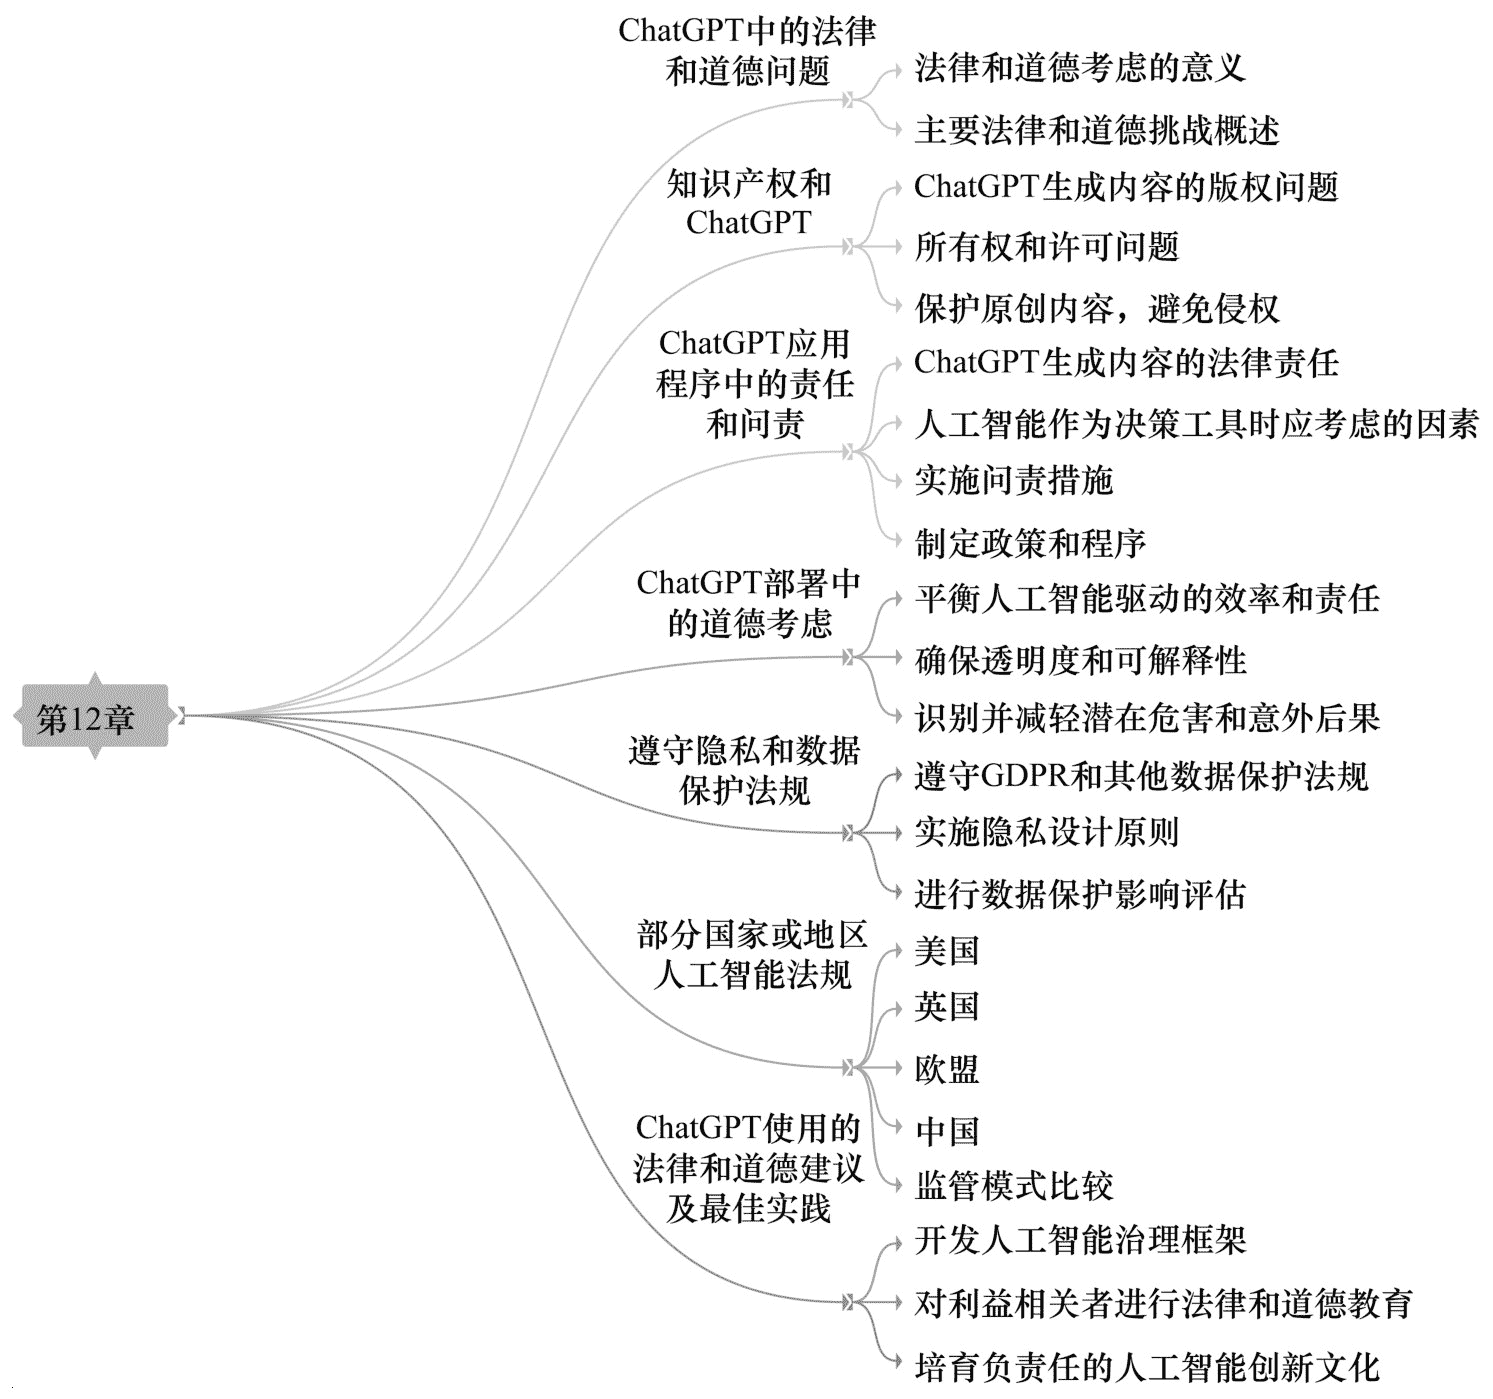 第12章
ChatGPT中的法律
和道德问题
法律和道德考虑的意义
主要法律和道德挑战概述
知识产权和
ChatGPT
ChatGPT生成内容的版权问题
所有权和许可问题
保护原创内容，避免侵权
ChatGPT应用
程序中的责任
和问责
ChatGPT生成内容的法律责任
人工智能作为决策工具时应考虑的因素
实施问责措施
制定政策和程序
ChatGPT部署中
的道德考虑
平衡人工智能驱动的效率和责任
确保透明度和可解释性
识别并减轻潜在危害和意外后果
遵守隐私和数据
保护法规
遵守GDPR和其他数据保护法规
实施隐私设计原则
进行数据保护影响评估
部分国家或地区
人工智能法规
美国
英国
欧盟
中国
监管模式比较
ChatGPT使用的
法律和道德建议
及最佳实践
开发人工智能治理框架
对利益相关者进行法律和道德教育
培育负责任的人工智能创新文化